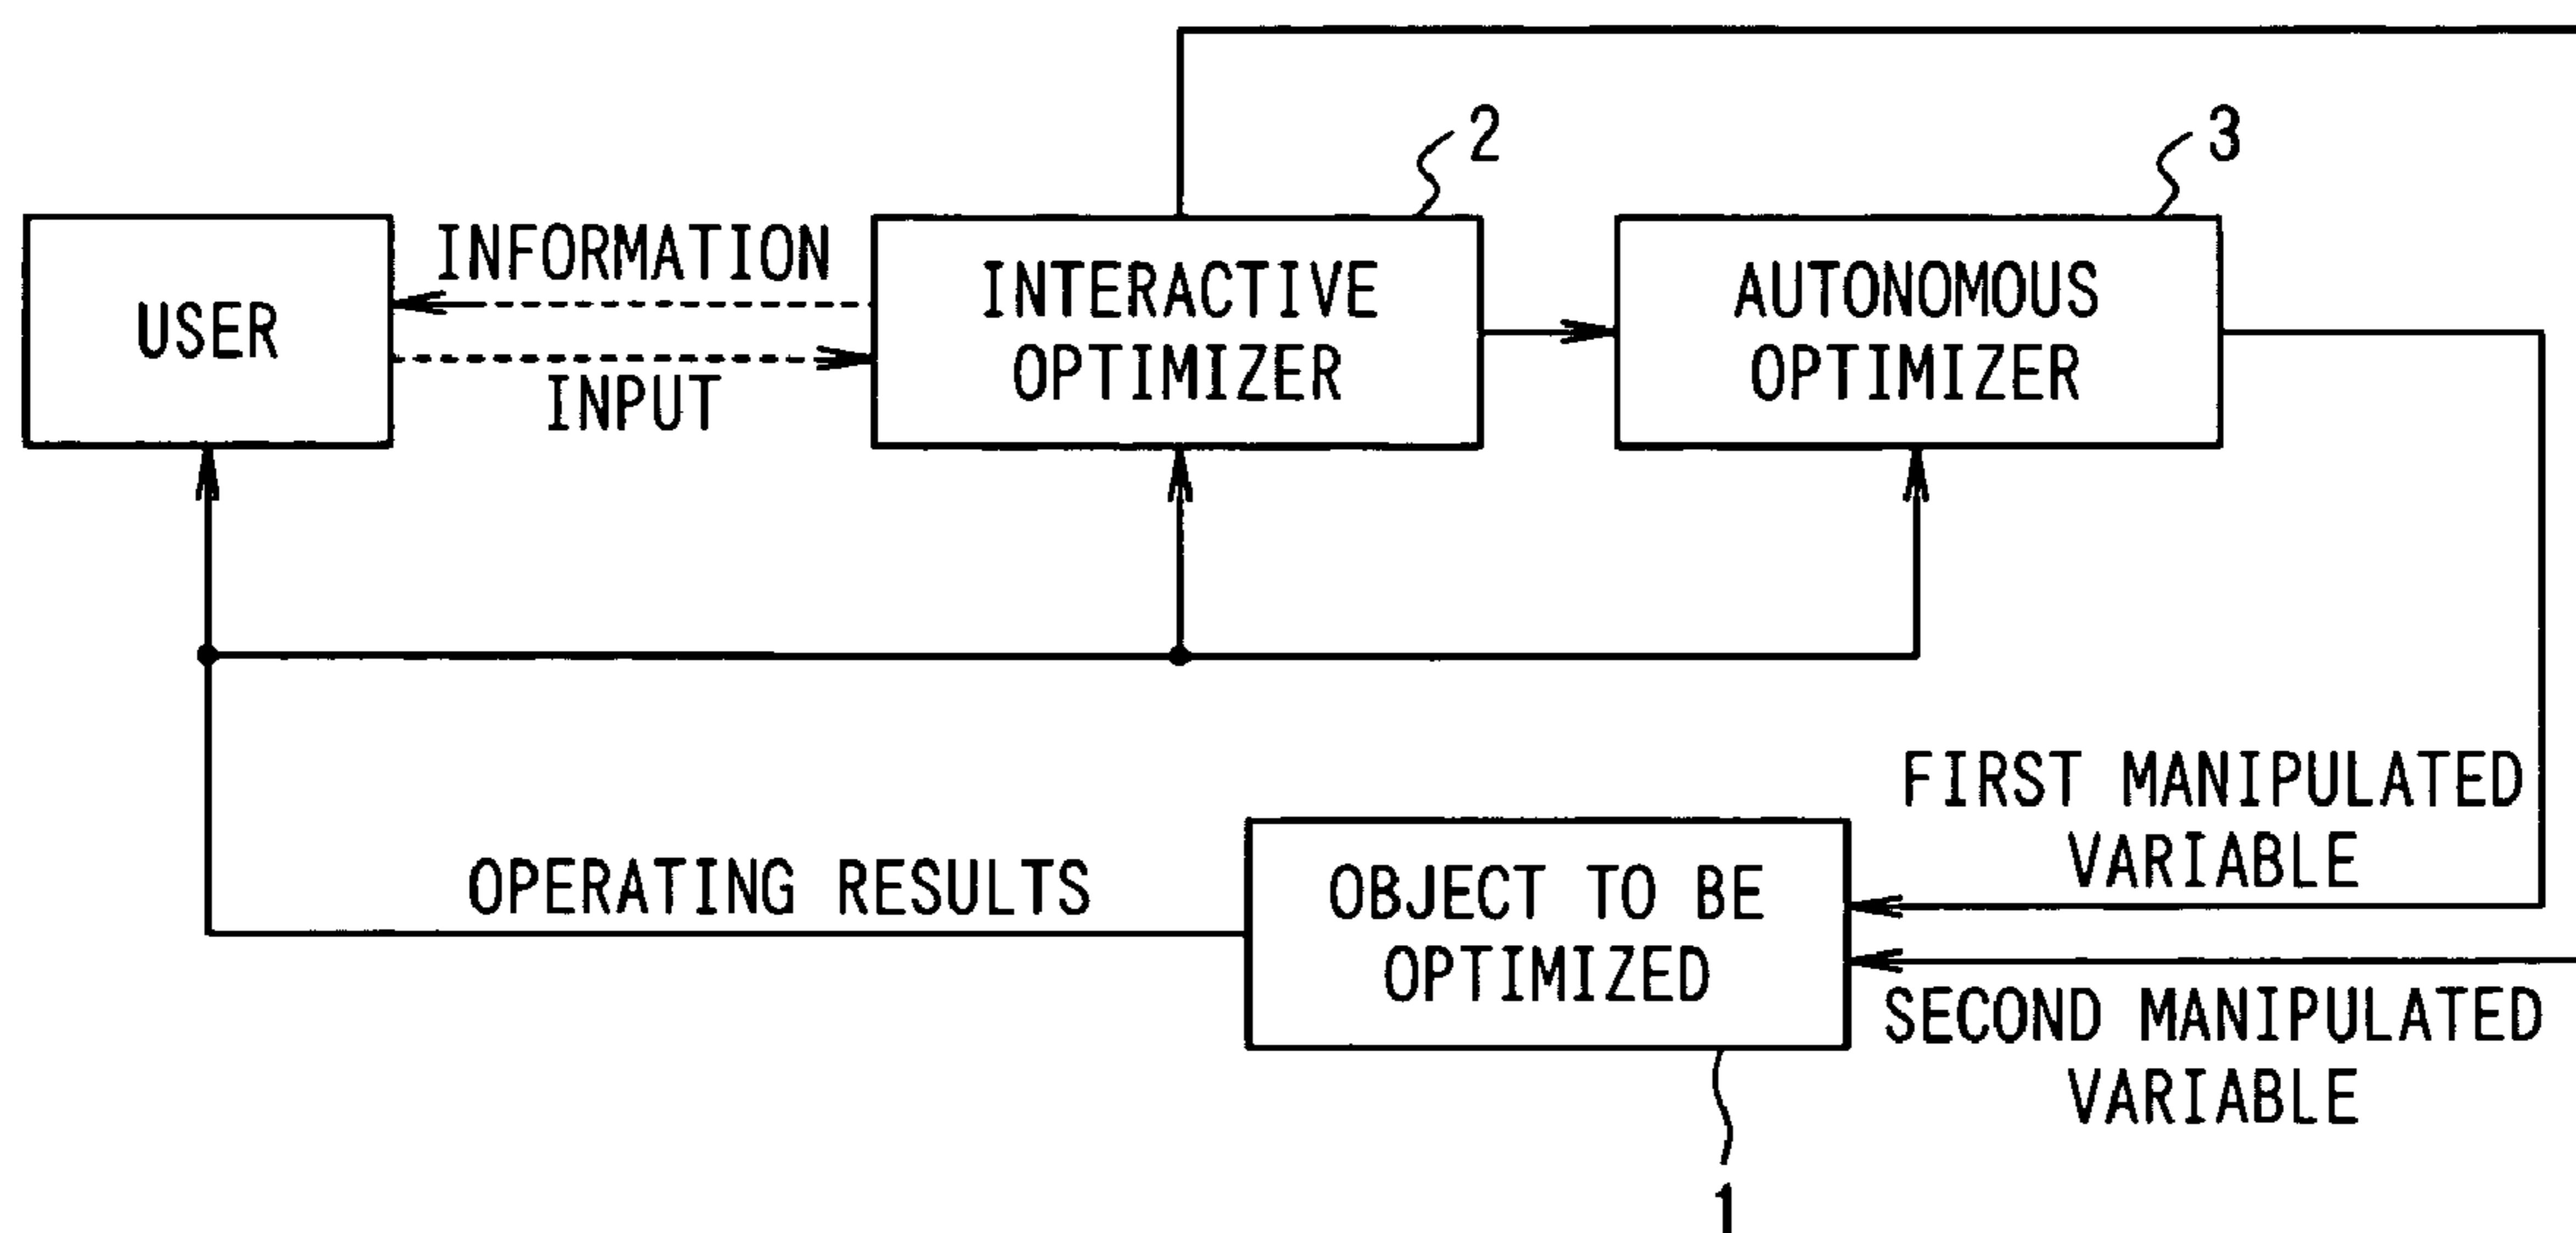 2
3
USER
INFORMATION
INPUT
INTERACTIVE
OPTIMIZER
AUTONOMOUS
OPTIMIZER
FIRST MANIPULATED
VARIABLE
OPERATING RESULTS
OBJECT TO BE
OPTIMIZED
SECOND MANIPULATED
VARIABLE
1